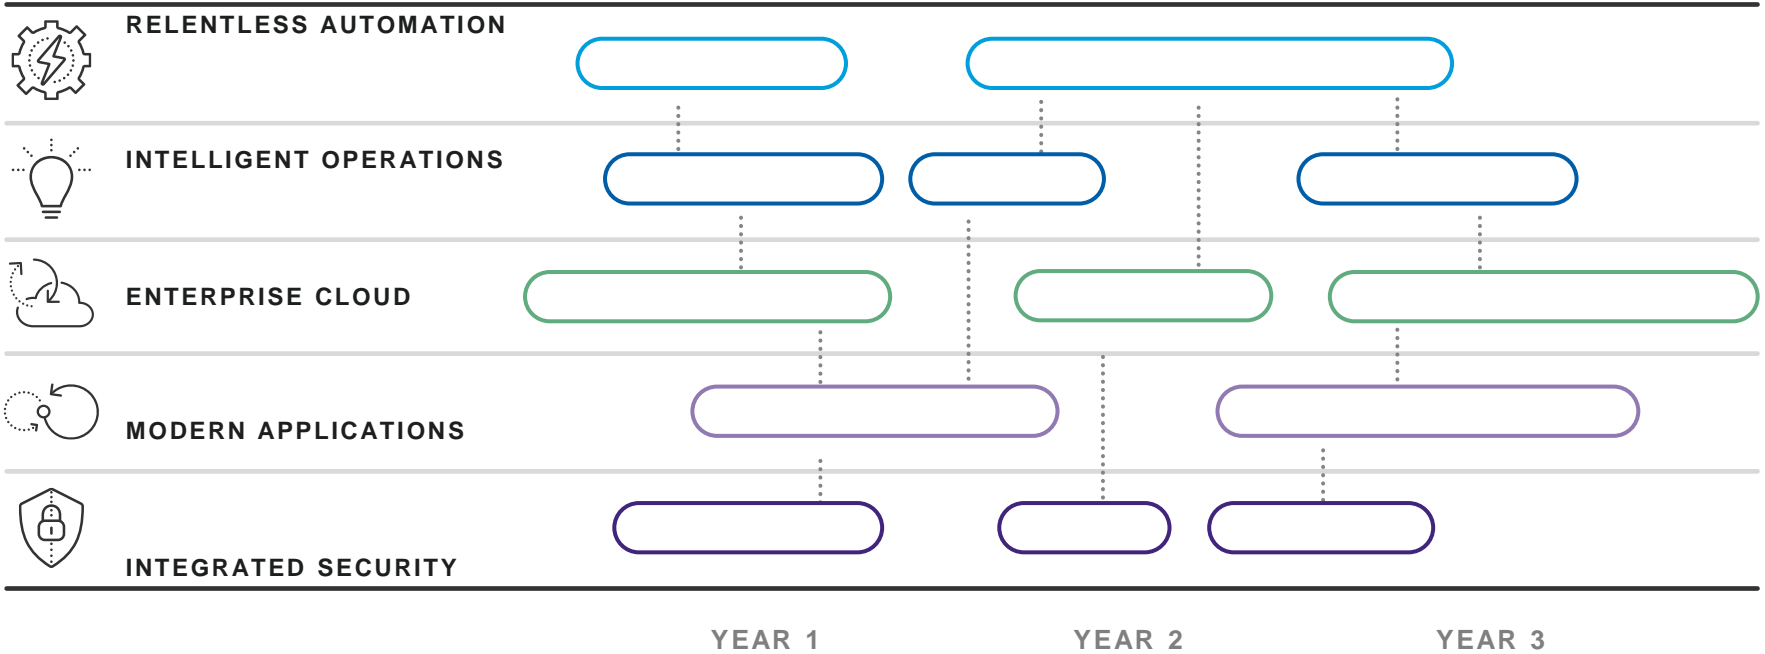 RELENTLESS AUTOMATION
INTELLIGENT OPERATIONS
ENTERPRISE CLOUD
MODERN APPLICATIONS
INTEGRATED SECURITY
YEAR 1 YEAR 2 YEAR 3